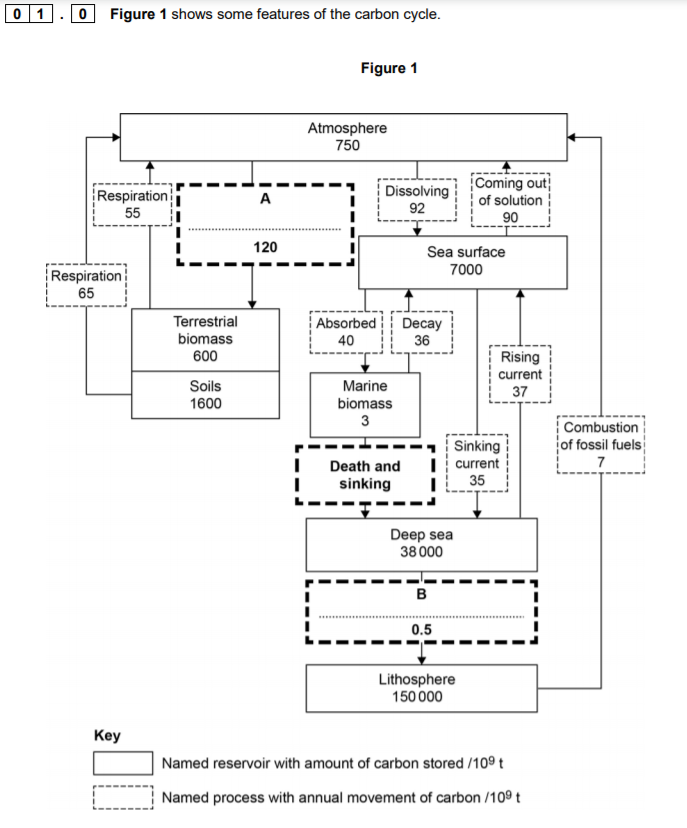 0 1 . 0 Figure 1 shows some features of the carbon cycle.
Figure 1
Atmosphere
750
Respiration
55
A
120
Dissolving
92
Coming out
of solution
90
Sea surface
7000
Respiration
65
Terrestrial
biomass
600
Soils
1600
Absorbed
40
Decay
36
Rising
current
37
Marine
biomass
3
Combustion
of fossil fuels
7
Death and
sinking
Sinking
current
35
Deep sea
38 000
B
0.5
Lithosphere
150 000
Key
Named reservoir with amount of carbon stored /10⁹ t
Named process with annual movement of carbon /10⁹ t